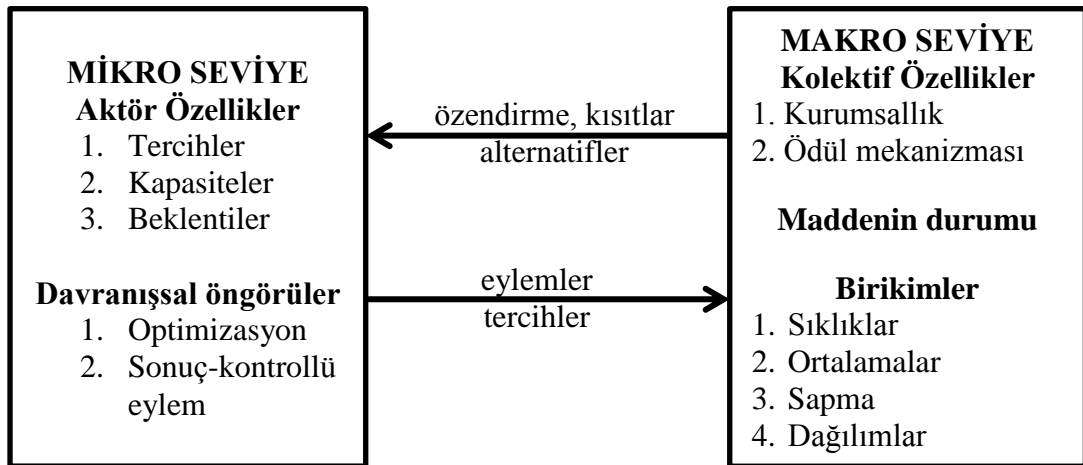 MİKRO SEVİYE
Aktör Özellikler
1. Tercihler
2. Kapasiteler
3. Beklentiler
Davranışsal öngörüler
1. Optimizasyon
2. Sonuç-kontrollü
eylem
özendirme, kısıtlar
alternatifler
eylemler
tercihler
MAKRO SEVİYE
Kolektif Özellikler
1. Kurumsallık
2. Ödül mekanizması
Maddenin durumu
Birikimler
1. Sıklıklar
2. Ortalamalar
3. Sapma
4. Dağılımlar